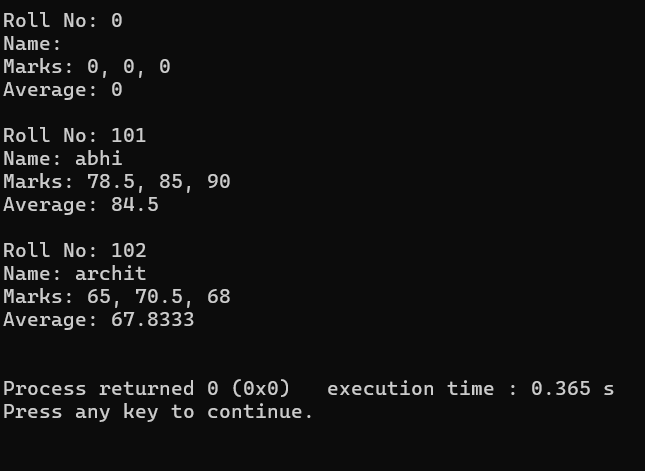 Roll No: 0
Name:
Marks: 0, 0, 0
Average: 0
Roll No: 101
Name: abhi
Marks: 78.5, 85, 90
Average: 84.5
Roll No: 102
Name: archit
Marks: 65, 70.5, 68
Average: 67.8333
Process returned 0 (0x0)   execution time : 0.365 s
Press any key to continue.